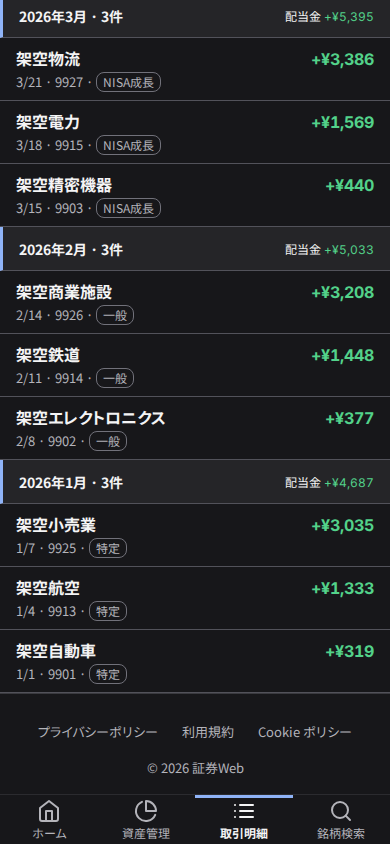 2026年3月・3件 配当金 +¥5,395
架空物流 +¥3,386
3/21・9927・NISA成長
架空電力 +¥1,569
3/18・9915・NISA成長
架空精密機器 +¥440
3/15・9903・NISA成長
2026年2月・3件 配当金 +¥5,033
架空商業施設 +¥3,208
2/14・9926・一般
架空鉄道 +¥1,448
2/11・9914・一般
架空エレクトロニクス +¥377
2/8・9902・一般
2026年1月・3件 配当金 +¥4,687
架空小売業 +¥3,035
1/7・9925・特定
架空航空 +¥1,333
1/4・9913・特定
架空自動車 +¥319
1/1・9901・特定
プライバシーポリシー 利用規約 Cookie ポリシー
© 2026 証券Web
ホーム 資産管理 取引明細 銘柄検索